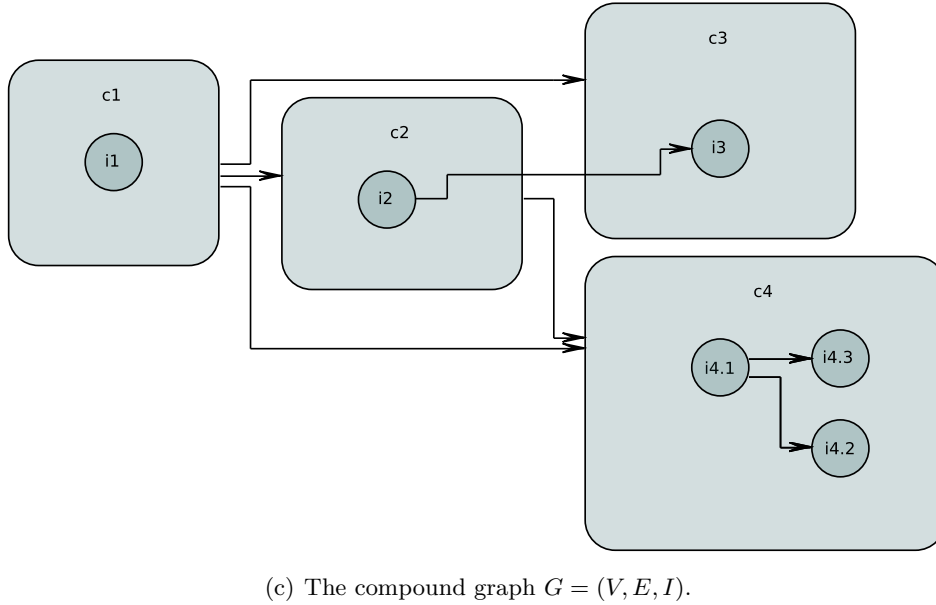 c3
c1
c2
i3
i1
i2
c4
i4.3
i4.1
i4.2
(c) The compound graph G = (V, E, I).